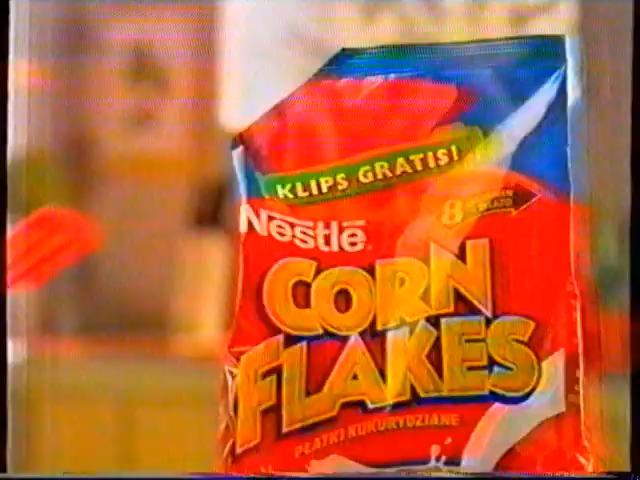 KLIPS GRATIS!
8
Nestlé
CORN
FLAKES
PŁATKI KUKURYDZIANE